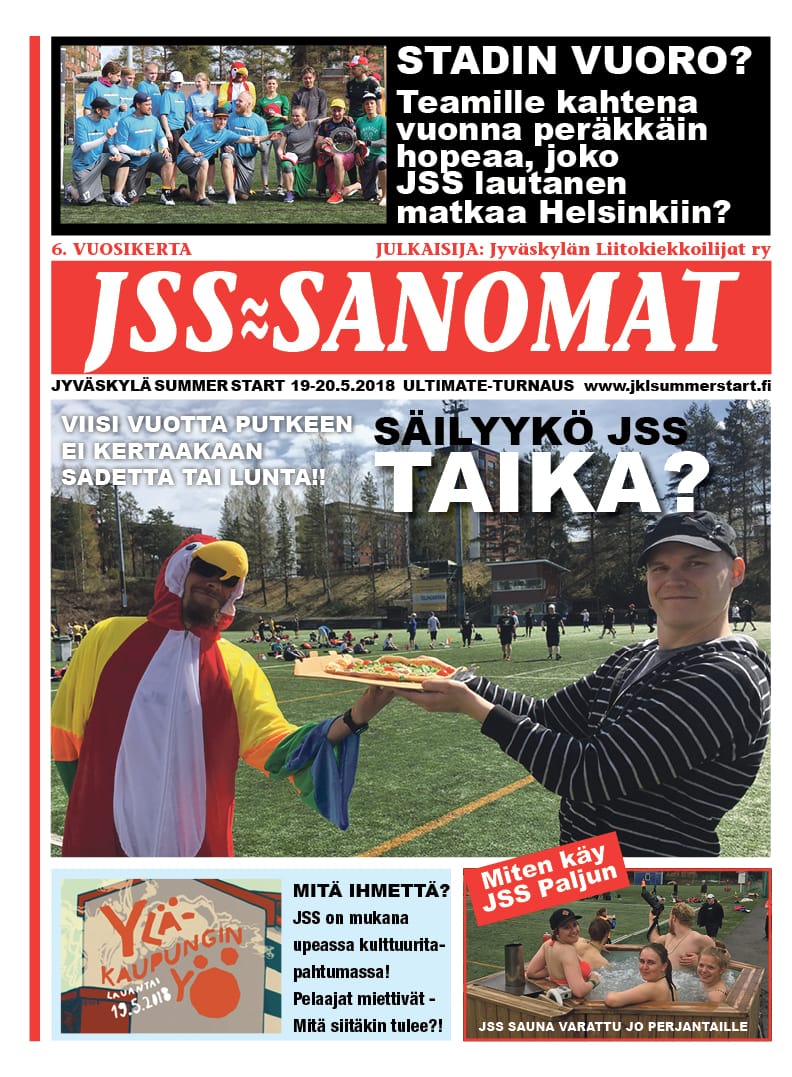 STADIN VUORO?
Teamille kahtena
vuonna peräkkäin
hopeaa, joko
JSS lautanen
matkaa Helsinkiin?
6. VUOSIKERTA
JULKAISIJA: Jyväskylän Liitokiekkoilijat ry
JSS≈SANOMAT
JYVÄSKYLÄ SUMMER START 19-20.5.2018 ULTIMATE-TURNAUS www.jklsummerstart.fi
VIISI VUOTTA PUTKEEN
EI KERTAAKAAN
SADETTA TAI LUNTA!!
SÄILYYKÖ JSS
TAIKA?
YLÄ-
KAUPUNGIN
YÖ
LAUANTAI
19.5.2018
MITÄ IHMETTÄ?
JSS on mukana
upeassa kulttuurita-
pahtumassa!
Pelaajat miettivät -
Mitä siitäkin tulee?!
Miten käy
JSS Paljun
JSS SAUNA VARATTU JO PERJANTAILLE